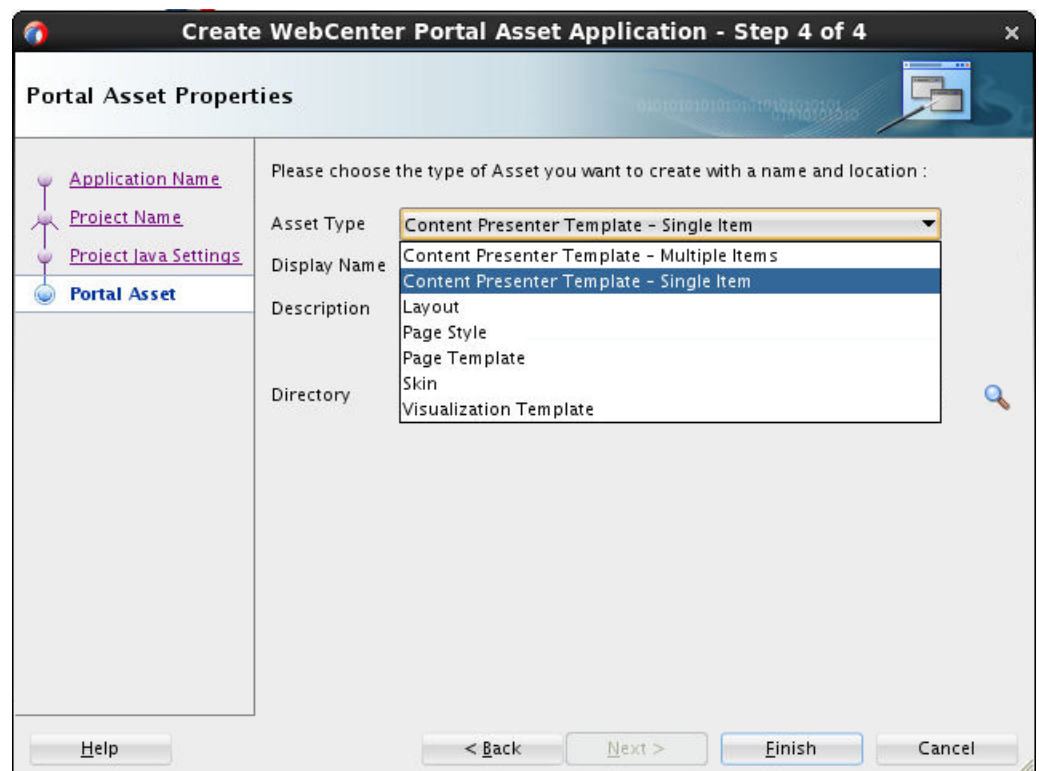 Create WebCenter Portal Asset Application - Step 4 of 4
Portal Asset Properties
Application Name
Project Name
Project Java Settings
Portal Asset
Please choose the type of Asset you want to create with a name and location :
Asset Type
Content Presenter Template - Single Item
Display Name
Description
Directory
Content Presenter Template - Multiple Items
Content Presenter Template - Single Item
Layout
Page Style
Page Template
Skin
Visualization Template
Help
< Back
Next >
Finish
Cancel